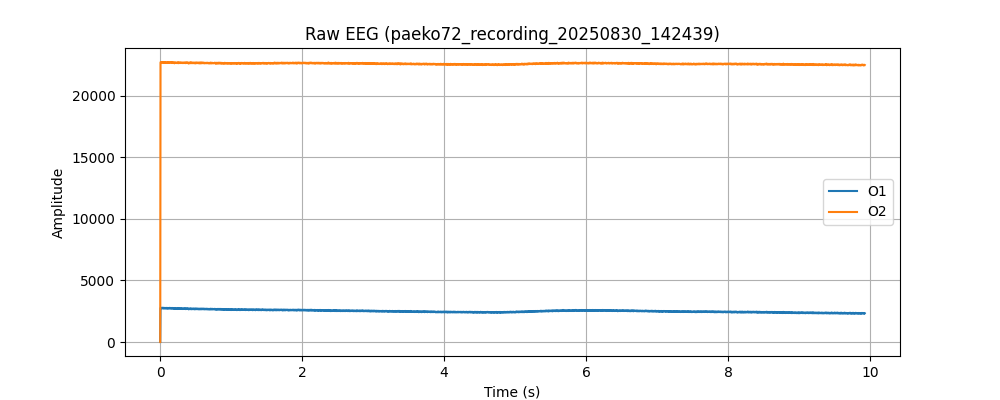 Raw EEG (paeko72_recording_20250830_142439)
Amplitude
20000
15000
10000
5000
0
O1
O2
0 2 4 6 8 10
Time (s)